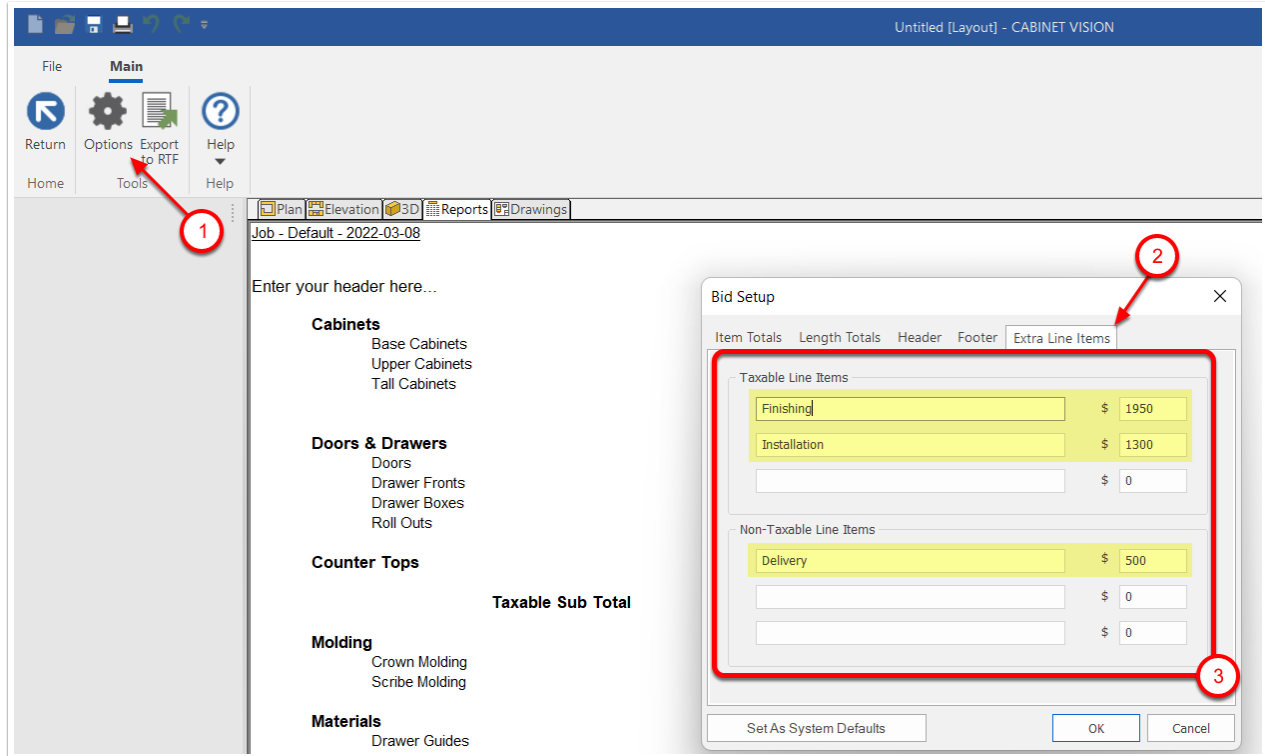 Untitled [Layout] - CABINET VISION
File Main
Return Options Export to RTF Help
Home Tools Help
1
Plan Elevation 3D Reports Drawings
Job - Default - 2022-03-08
Enter your header here...
Cabinets
Base Cabinets
Upper Cabinets
Tall Cabinets
Doors & Drawers
Doors
Drawer Fronts
Drawer Boxes
Roll Outs
Counter Tops
Taxable Sub Total
Molding
Crown Molding
Scribe Molding
Materials
Drawer Guides
2
Bid Setup
Item Totals Length Totals Header Footer Extra Line Items
Taxable Line Items
Finishing $ 1950
Installation $ 1300
$ 0
Non-Taxable Line Items
Delivery $ 500
$ 0
$ 0
3
Set As System Defaults OK Cancel